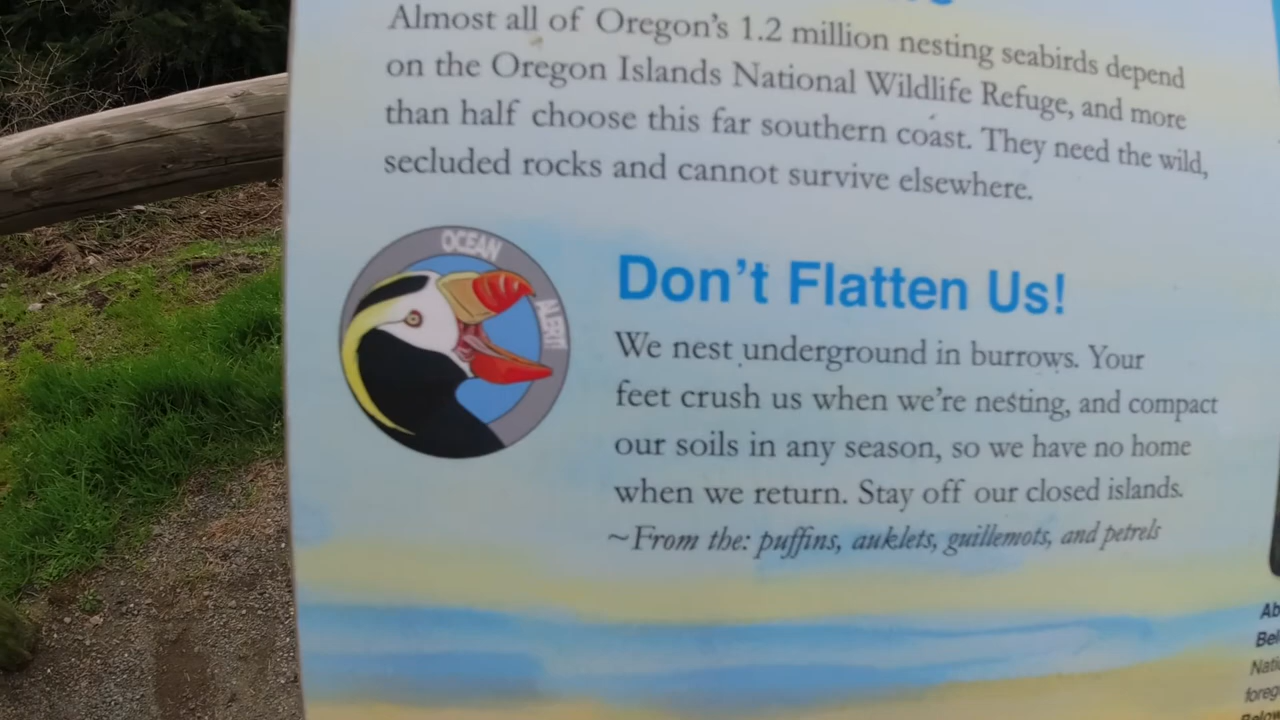 Almost all of Oregon's 1.2 million nesting seabirds depend
on the Oregon Islands National Wildlife Refuge, and more
than half choose this far southern coast. They need the wild,
secluded rocks and cannot survive elsewhere.
OCEAN
ALERT!
Don't Flatten Us!
We nest underground in burrows. Your
feet crush us when we're nesting, and compact
our soils in any season, so we have no home
when we return. Stay off our closed islands.
~From the: puffins, auklets, guillemots, and petrels